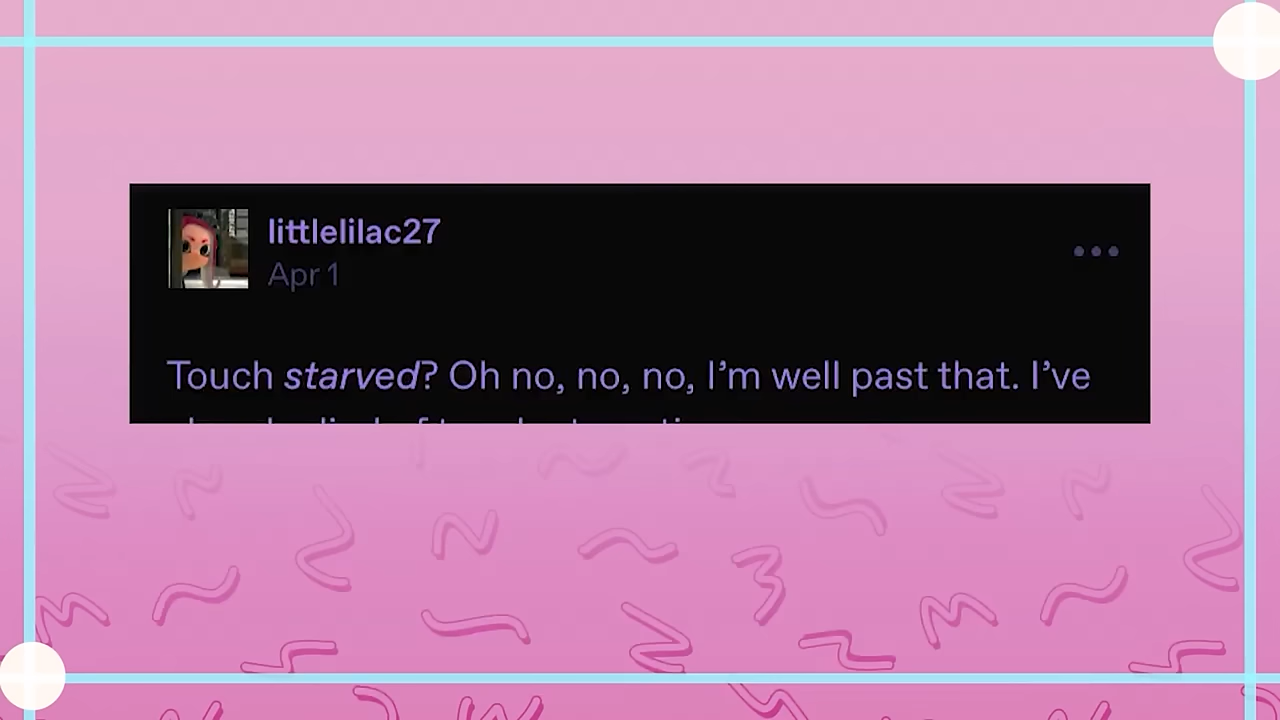 littlelilac27
Apr 1
Touch starved? Oh no, no, no, I’m well past that. I’ve